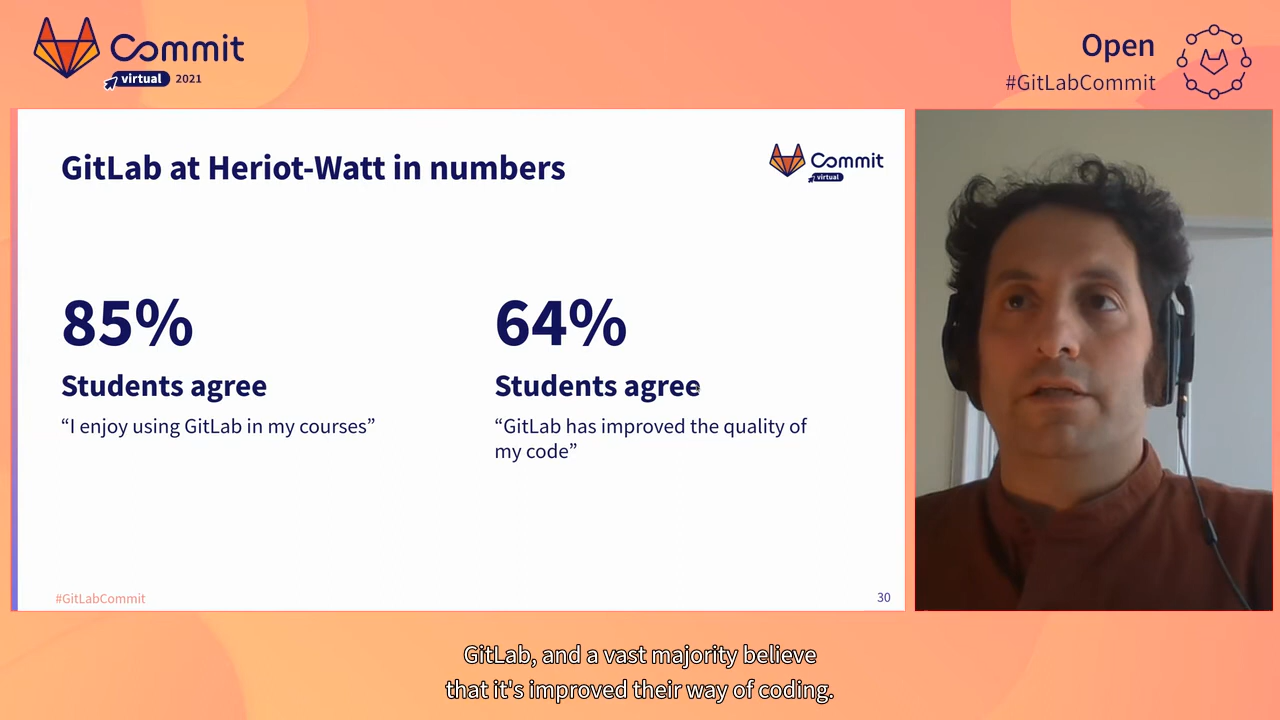 Commit
virtual 2021
Open
#GitLabCommit
GitLab at Heriot-Watt in numbers
Commit
virtual
85%
Students agree
“I enjoy using GitLab in my courses”
64%
Students agree
“GitLab has improved the quality of
my code”
#GitLabCommit
30
GitLab, and a vast majority believe
that it's improved their way of coding.